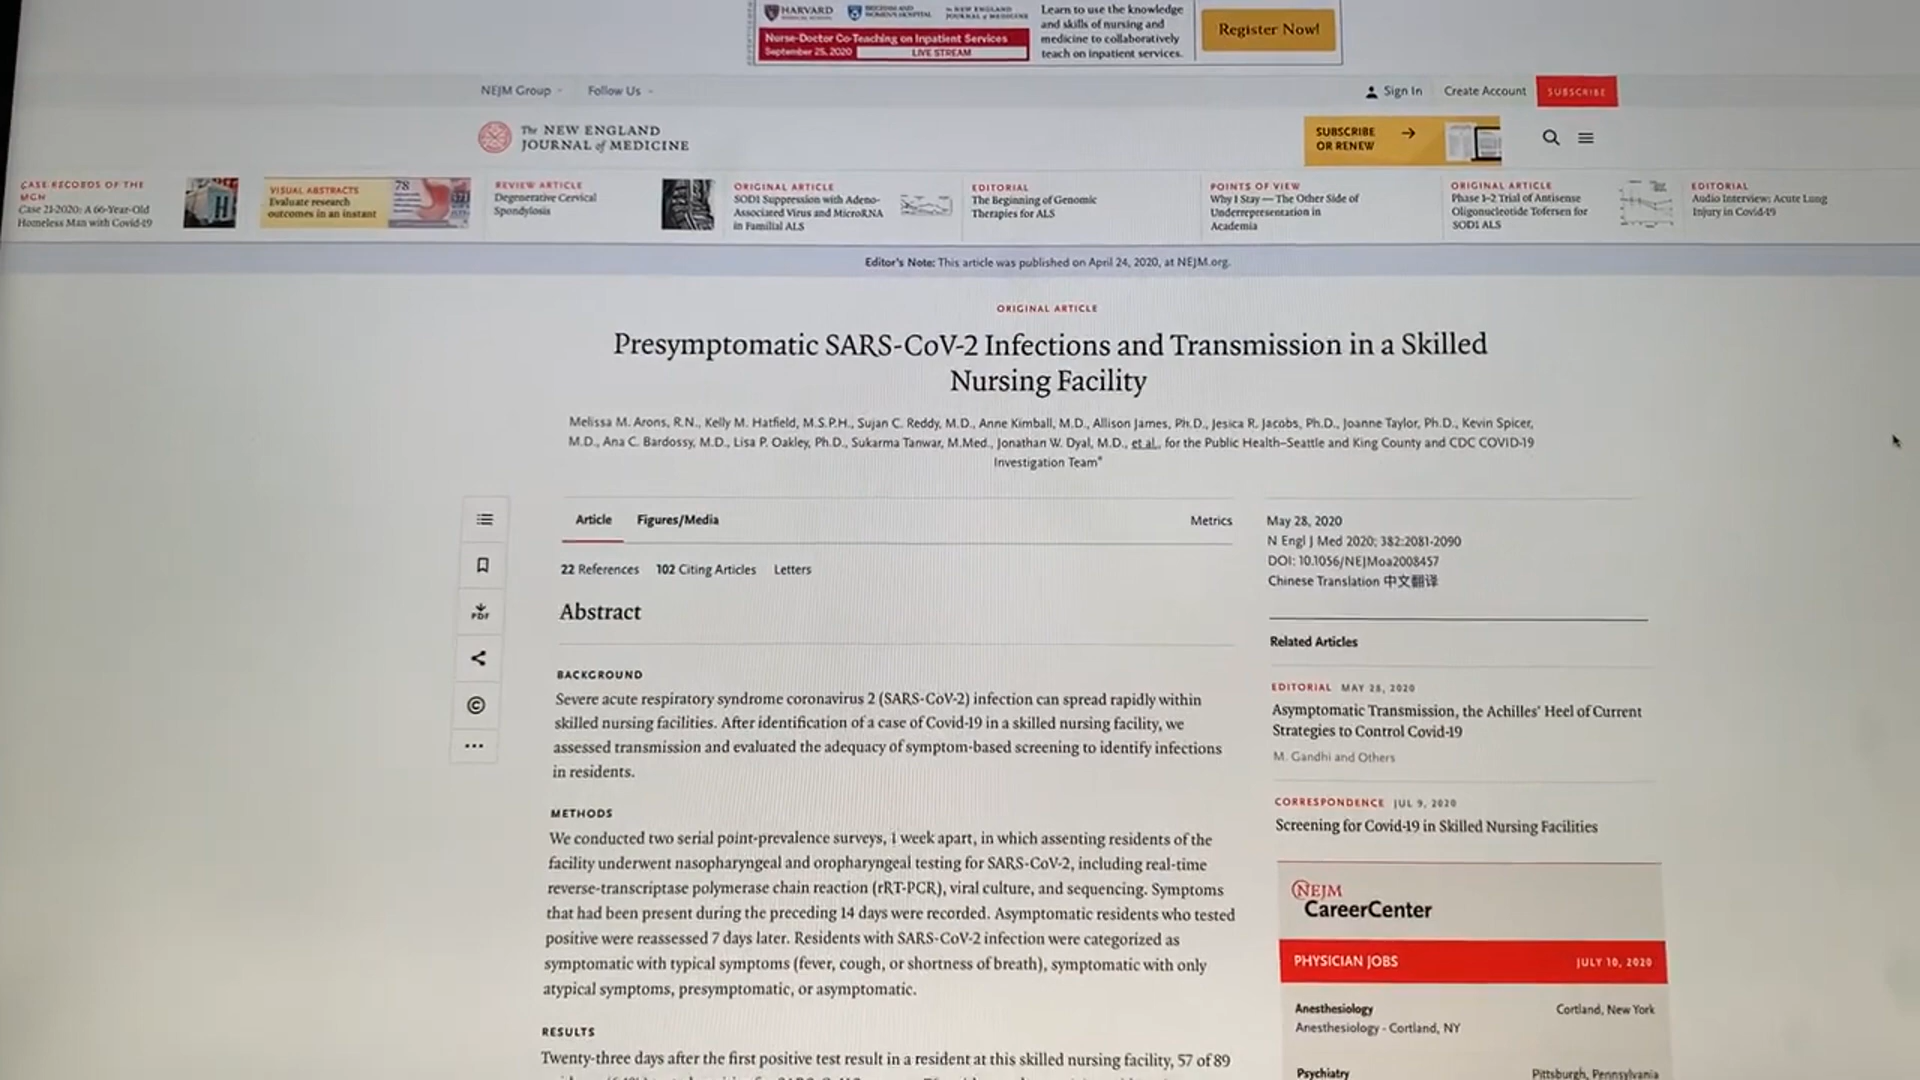 HARVARD
Nurse-Doctor Co-Teaching on Inpatient Services
September 25, 2020
LIVE STREAM
Learn to use the knowledge
and skills of nursing and
medicine to collaboratively
teach on inpatient services.
Register Now!
NEJM Group
Follow Us
Sign In
Create Account
SUBSCRIBE
The NEW ENGLAND
JOURNAL of MEDICINE
SUBSCRIBE
OR RENEW
CASE RECORDS OF THE
MGH
Case 21-2020: A 66-Year-Old
Homeless Man with Covid-19
VISUAL ABSTRACTS
Evaluate research
outcomes in an instant
78
REVIEW ARTICLE
Degenerative Cervical
Spondylosis
ORIGINAL ARTICLE
SOD1 Suppression with Adeno-
Associated Virus and MicroRNA
in Familial ALS
EDITORIAL
The Beginning of Genomic
Therapies for ALS
POINTS OF VIEW
Why I Stay — The Other Side of
Underrepresentation in
Academia
ORIGINAL ARTICLE
Phase 1–2 Trial of Antisense
Oligonucleotide Tofersen for
SOD1 ALS
EDITORIAL
Audio Interview: Acute Lung
Injury in Covid-19
Editor's Note: This article was published on April 24, 2020, at NEJM.org.
ORIGINAL ARTICLE
Presymptomatic SARS-CoV-2 Infections and Transmission in a Skilled
Nursing Facility
Melissa M. Arons, R.N., Kelly M. Hatfield, M.S.P.H., Sujan C. Reddy, M.D., Anne Kimball, M.D., Allison James, Ph.D., Jesica R. Jacobs, Ph.D., Joanne Taylor, Ph.D., Kevin Spicer,
M.D., Ana C. Bardossy, M.D., Lisa P. Oakley, Ph.D., Sukarma Tanwar, M.Med., Jonathan W. Dyal, M.D., et al., for the Public Health–Seattle and King County and CDC COVID-19
Investigation Team*
Article
Figures/Media
Metrics
22 References
102 Citing Articles
Letters
Abstract
BACKGROUND
Severe acute respiratory syndrome coronavirus 2 (SARS-CoV-2) infection can spread rapidly within
skilled nursing facilities. After identification of a case of Covid-19 in a skilled nursing facility, we
assessed transmission and evaluated the adequacy of symptom-based screening to identify infections
in residents.
METHODS
We conducted two serial point-prevalence surveys, 1 week apart, in which assenting residents of the
facility underwent nasopharyngeal and oropharyngeal testing for SARS-CoV-2, including real-time
reverse-transcriptase polymerase chain reaction (rRT-PCR), viral culture, and sequencing. Symptoms
that had been present during the preceding 14 days were recorded. Asymptomatic residents who tested
positive were reassessed 7 days later. Residents with SARS-CoV-2 infection were categorized as
symptomatic with typical symptoms (fever, cough, or shortness of breath), symptomatic with only
atypical symptoms, presymptomatic, or asymptomatic.
RESULTS
Twenty-three days after the first positive test result in a resident at this skilled nursing facility, 57 of 89
PDF
May 28, 2020
N Engl J Med 2020; 382:2081-2090
DOI: 10.1056/NEJMoa2008457
Chinese Translation 中文翻译
Related Articles
EDITORIAL MAY 28, 2020
Asymptomatic Transmission, the Achilles' Heel of Current
Strategies to Control Covid-19
M. Gandhi and Others
CORRESPONDENCE JUL 9, 2020
Screening for Covid-19 in Skilled Nursing Facilities
NEJM
CareerCenter
PHYSICIAN JOBS
JULY 10, 2020
Anesthesiology
Cortland, New York
Anesthesiology - Cortland, NY
Psychiatry
Pittsburgh, Pennsylvania